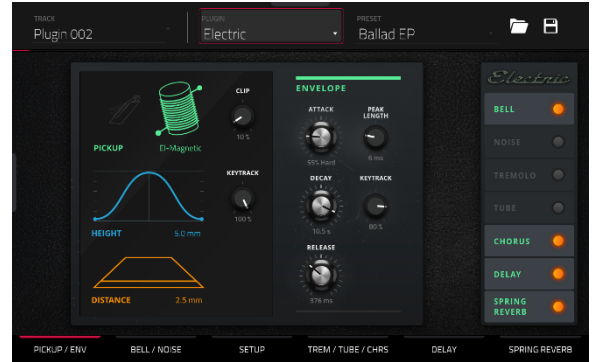 TRACK
Plugin 002
PLUGIN
Electric
PRESET
Ballad EP
PICKUP
El-Magnetic
CLIP
10 %
KEYTRACK
100 %
HEIGHT
5.0 mm
DISTANCE
2.5 mm
ENVELOPE
ATTACK
55% Hard
PEAK
LENGTH
6 ms
DECAY
10.5 s
KEYTRACK
80 %
RELEASE
376 ms
Electric
BELL
NOISE
TREMOLO
TUBE
CHORUS
DELAY
SPRING
REVERB
PICKUP / ENV
BELL / NOISE
SETUP
TREM / TUBE / CHRS
DELAY
SPRING REVERB